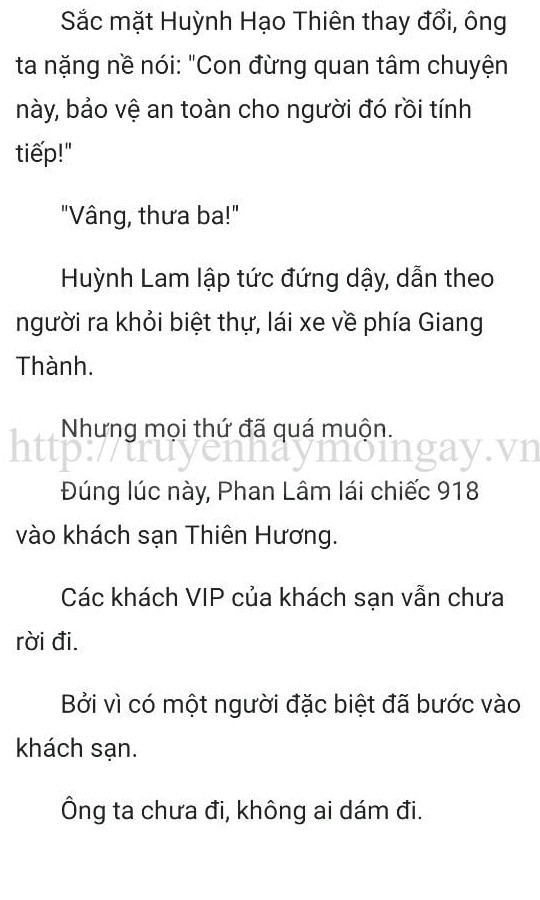 Sắc mặt Huỳnh Hạo Thiên thay đổi, ông
ta nặng nề nói: "Con đừng quan tâm chuyện
này, bảo vệ an toàn cho người đó rồi tính
tiếp!"
"Vâng, thưa ba!"
Huỳnh Lam lập tức đứng dậy, dẫn theo
người ra khỏi biệt thự, lái xe về phía Giang
Thành.
Nhưng mọi thứ đã quá muộn.
http://truyenhaymoingay.vn
Đúng lúc này, Phan Lâm lái chiếc 918
vào khách sạn Thiên Hương.
Các khách VIP của khách sạn vẫn chưa
rời đi.
Bởi vì có một người đặc biệt đã bước vào
khách sạn.
Ông ta chưa đi, không ai dám đi.